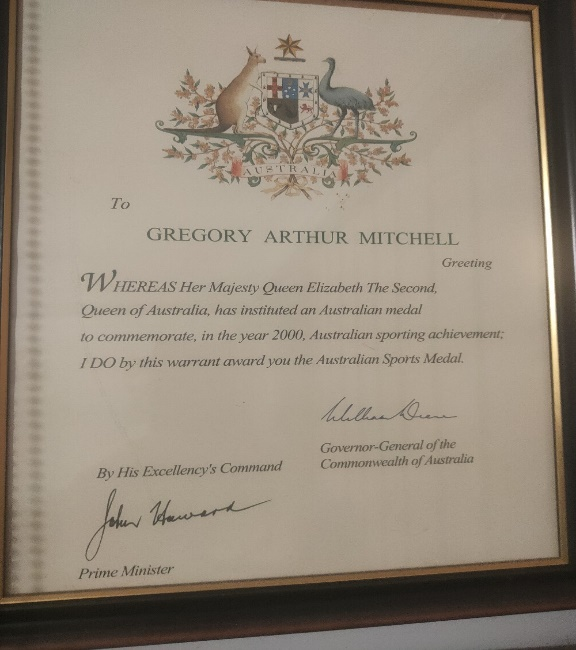 AUSTRALIA
To
GREGORY ARTHUR MITCHELL
Greeting
WHEREAS Her Majesty Queen Elizabeth The Second,
Queen of Australia, has instituted an Australian medal
to commemorate, in the year 2000, Australian sporting achievement;
I DO by this warrant award you the Australian Sports Medal.
William Deane
Governor-General of the
Commonwealth of Australia
By His Excellency's Command
John Howard
Prime Minister